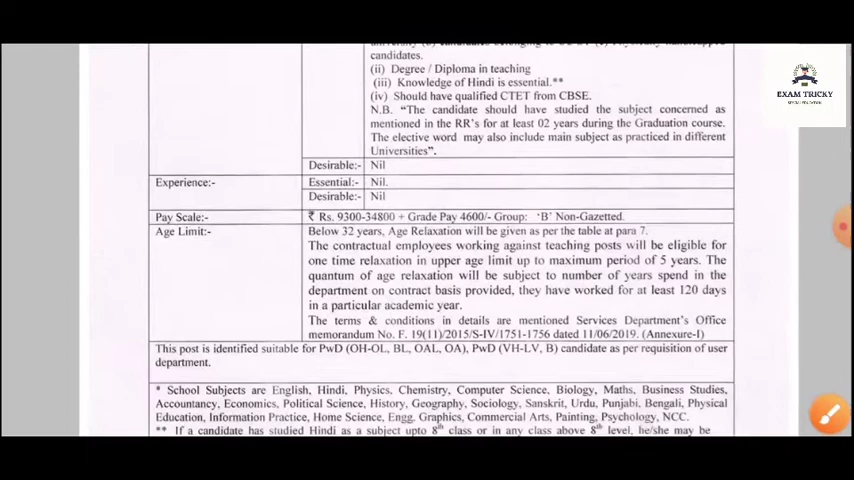 candidates belonging to
candidates.
(ii) Degree / Diploma in teaching
(iii) Knowledge of Hindi is essential.**
(iv) Should have qualified CTET from CBSE.
N.B. "The candidate should have studied the subject concerned as
mentioned in the RR's for at least 02 years during the Graduation course.
The elective word may also include main subject as practiced in different
Universities".
Desirable:- Nil
Experience:- Essential:- Nil.
Desirable:- Nil
Pay Scale:- ₹ Rs. 9300-34800 + Grade Pay 4600/- Group: 'B' Non-Gazetted.
Age Limit:- Below 32 years, Age Relaxation will be given as per the table at para 7.
The contractual employees working against teaching posts will be eligible for
one time relaxation in upper age limit up to maximum period of 5 years. The
quantum of age relaxation will be subject to number of years spend in the
department on contract basis provided, they have worked for at least 120 days
in a particular academic year.
The terms & conditions in details are mentioned Services Department's Office
memorandum No. F. 19(11)/2015/S-IV/1751-1756 dated 11/06/2019. (Annexure-I)
This post is identified suitable for PwD (OH-OL, BL, OAL, OA), PwD (VH-LV, B) candidate as per requisition of user
department.
* School Subjects are English, Hindi, Physics, Chemistry, Computer Science, Biology, Maths, Business Studies,
Accountancy, Economics, Political Science, History, Geography, Sociology, Sanskrit, Urdu, Punjabi, Bengali, Physical
Education, Information Practice, Home Science, Engg. Graphics, Commercial Arts, Painting, Psychology, NCC.
** If a candidate has studied Hindi as a subject upto 8th class or in any class above 8th level, he/she may be
EXAM TRICKY
SPECIAL EDUCATION